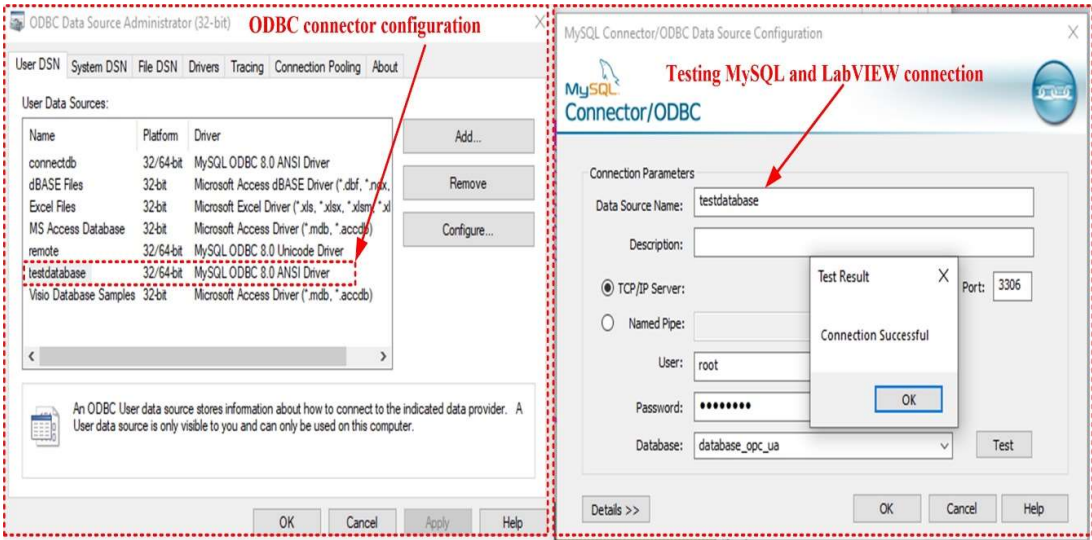 ODBC Data Source Administrator (32-bit)
ODBC connector configuration
User DSN System DSN File DSN Drivers Tracing Connection Pooling About
User Data Sources:
Name Platform Driver
connectdb 32/64-bit MySQL ODBC 8.0 ANSI Driver
dBASE Files 32-bit Microsoft Access dBASE Driver (*.dbf, *.ndx,
Excel Files 32-bit Microsoft Excel Driver (*.xls, *.xlsx, *.xlsm, *.xl
MS Access Database 32-bit Microsoft Access Driver (*.mdb, *.accdb)
remote 32/64-bit MySQL ODBC 8.0 Unicode Driver
testdatabase 32/64-bit MySQL ODBC 8.0 ANSI Driver
Visio Database Samples 32-bit Microsoft Access Driver (*.mdb, *.accdb)
Add...
Remove
Configure...
An ODBC User data source stores information about how to connect to the indicated data provider. A
User data source is only visible to you and can only be used on this computer.
OK Cancel Apply Help
MySQL Connector/ODBC Data Source Configuration
MySQL
Connector/ODBC
Testing MySQL and LabVIEW connection
Connection Parameters
Data Source Name: testdatabase
Description:
TCP/IP Server: Port: 3306
Named Pipe:
User: root
Password: ••••••••
Database: database_opc_ua Test
Test Result
Connection Successful
OK
Details >> OK Cancel Help